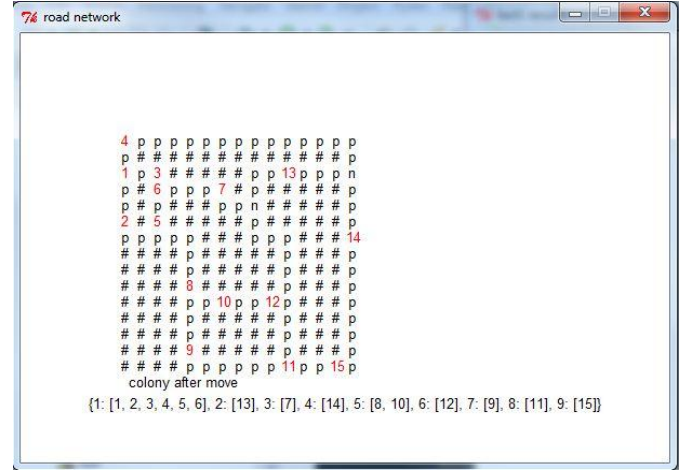 road network
4 p p p p p p p p p p p p p p
p # # # # # # # # # # # # # p
1 p 3 # # # # # p p 13 p p p n
p # 6 p p p 7 # p # # # # # p
p # p # # # p p n # # # # # p
2 # 5 # # # # # p # # # # # p
p p p p p # # # p p p # # # 14
# # # # p # # # # # p # # # p
# # # # p # # # # # p # # # p
# # # # 8 # # # # # p # # # p
# # # # p p 10 p p 12 p # # # p
# # # # p # # # # # p # # # p
# # # # p # # # # # p # # # p
# # # # 9 # # # # # p # # # p
# # # # p p p p p p 11 p p 15 p
colony after move
{1: [1, 2, 3, 4, 5, 6], 2: [13], 3: [7], 4: [14], 5: [8, 10], 6: [12], 7: [9], 8: [11], 9: [15]}